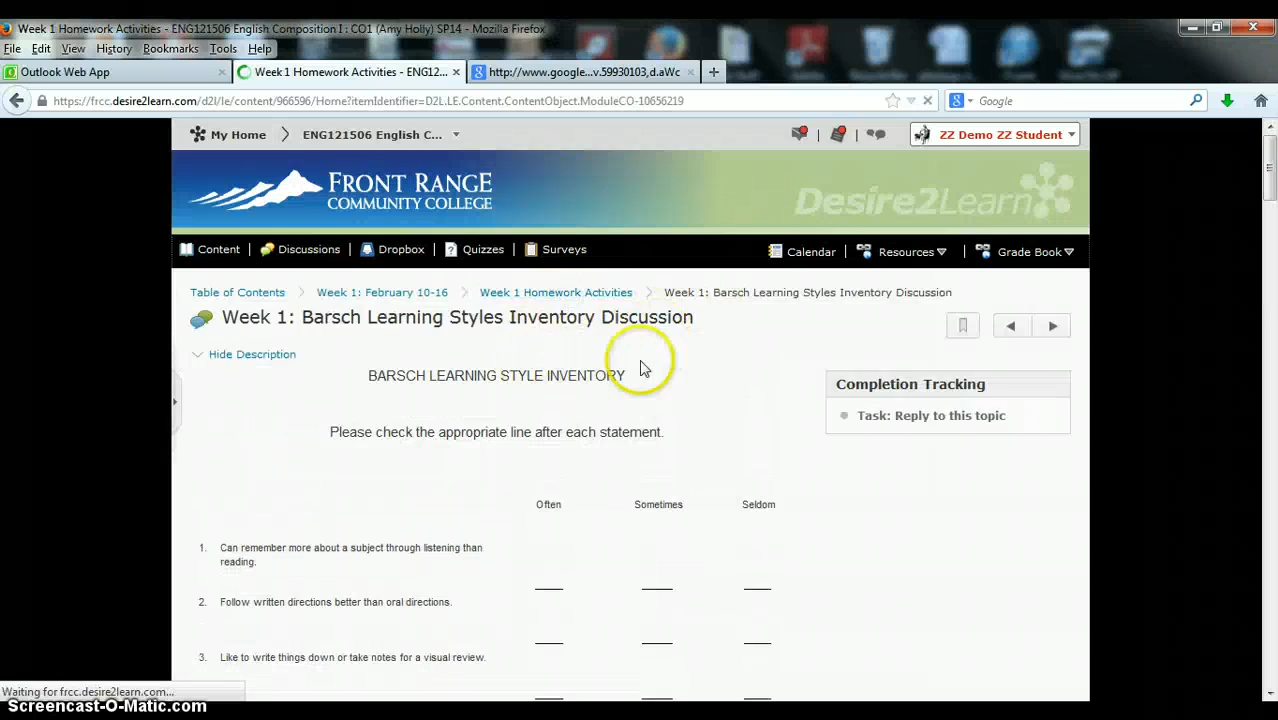 Week 1 Homework Activities - ENG121506 English Composition I : CO1 (Amy Holly) SP14 - Mozilla Firefox
File Edit View History Bookmarks Tools Help
Outlook Web App × Week 1 Homework Activities - ENG12... × http://www.google...v.59930103,d.aWc × +
https://frcc.desire2learn.com/d2l/le/content/966596/Home?itemIdentifier=D2L.LE.Content.ContentObject.ModuleCO-10656219 Google
My Home ENG121506 English C... ZZ Demo ZZ Student
FRONT RANGE
COMMUNITY COLLEGE
Desire2Learn
Content Discussions Dropbox Quizzes Surveys Calendar Resources Grade Book
Table of Contents Week 1: February 10-16 Week 1 Homework Activities Week 1: Barsch Learning Styles Inventory Discussion
Week 1: Barsch Learning Styles Inventory Discussion
Hide Description
BARSCH LEARNING STYLE INVENTORY
Completion Tracking
Task: Reply to this topic
Please check the appropriate line after each statement.
Often Sometimes Seldom
1. Can remember more about a subject through listening than
reading.
2. Follow written directions better than oral directions.
3. Like to write things down or take notes for a visual review.
Waiting for frcc.desire2learn.com...
Screencast-O-Matic.com